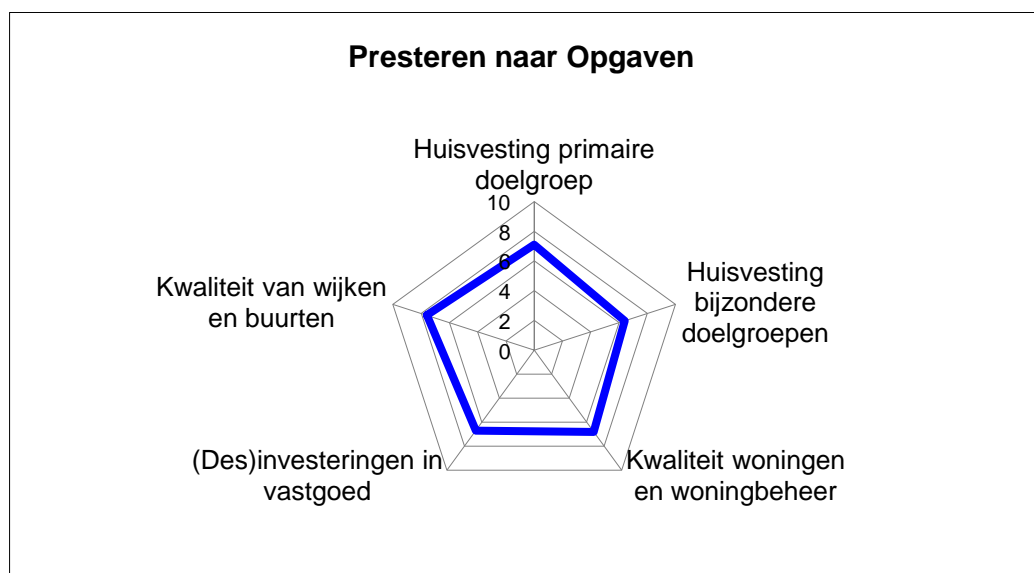 Presteren naar Opgaven
Huisvesting primaire
doelgroep
10
8
6
4
2
0
Huisvesting
bijzondere
doelgroepen
Kwaliteit woningen
en woningbeheer
(Des)investeringen in
vastgoed
Kwaliteit van wijken
en buurten